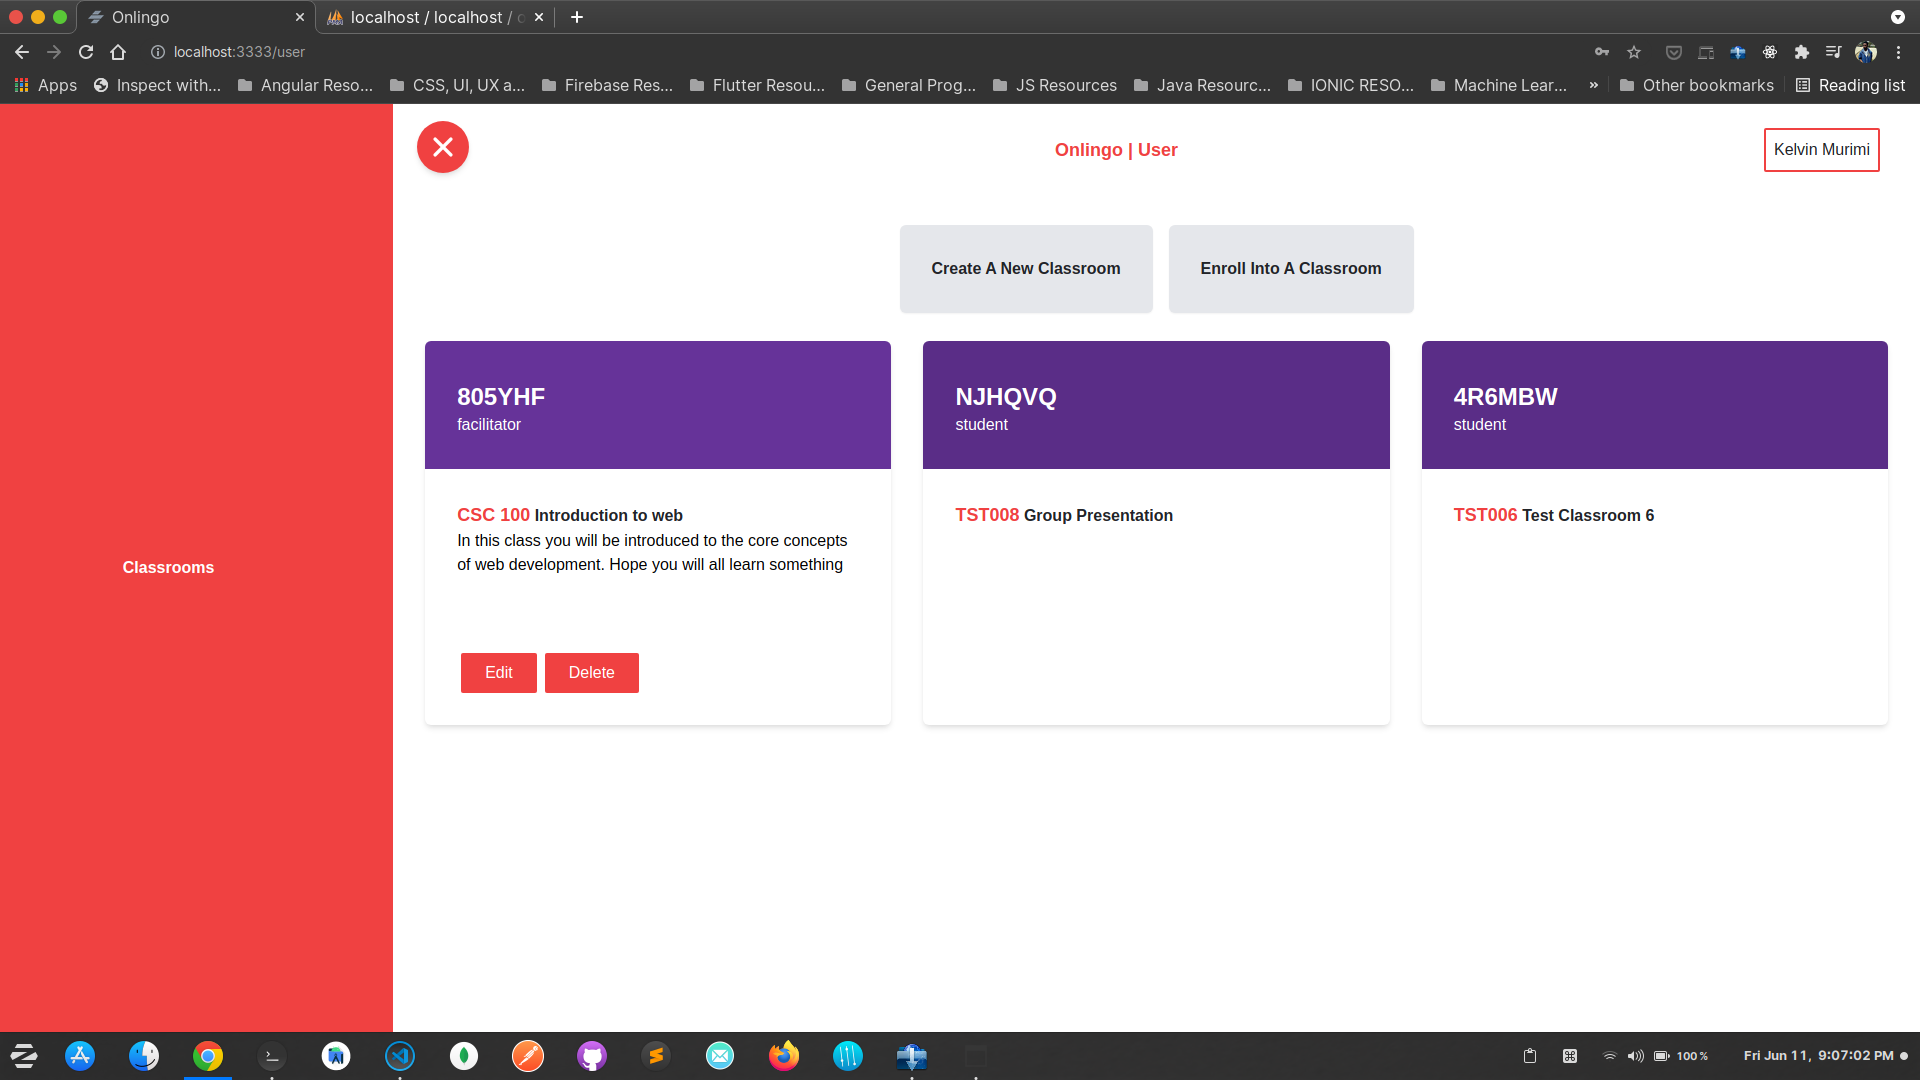 Onlingo
localhost / localhost /
localhost:3333/user
Apps
Inspect with...
Angular Reso...
CSS, UI, UX a...
Firebase Res...
Flutter Resou...
General Prog...
JS Resources
Java Resourc...
IONIC RESO...
Machine Lear...
»
Other bookmarks
Reading list
Onlingo | User
Kelvin Murimi
Create A New Classroom
Enroll Into A Classroom
805YHF
facilitator
NJHQVQ
student
4R6MBW
student
Classrooms
CSC 100 Introduction to web
In this class you will be introduced to the core concepts
of web development. Hope you will all learn something
Edit
Delete
TST008 Group Presentation
TST006 Test Classroom 6
100 %
Fri Jun 11, 9:07:02 PM